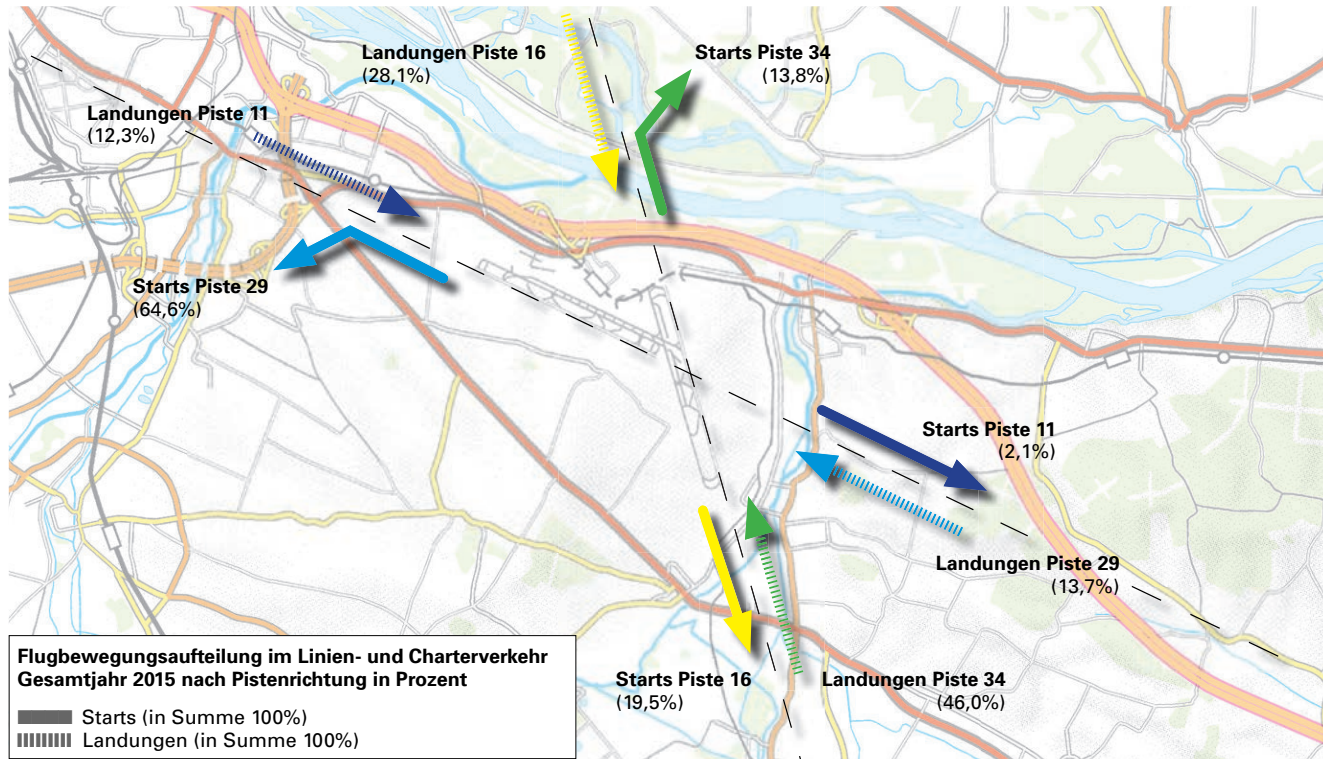 Landungen Piste 16
(28,1%)
Starts Piste 34
(13,8%)
Landungen Piste 11
(12,3%)
Starts Piste 29
(64,6%)
Starts Piste 11
(2,1%)
Landungen Piste 29
(13,7%)
Starts Piste 16
(19,5%)
Landungen Piste 34
(46,0%)
Flugbewegungsaufteilung im Linien- und Charterverkehr
Gesamtjahr 2015 nach Pistenrichtung in Prozent
Starts (in Summe 100%)
Landungen (in Summe 100%)